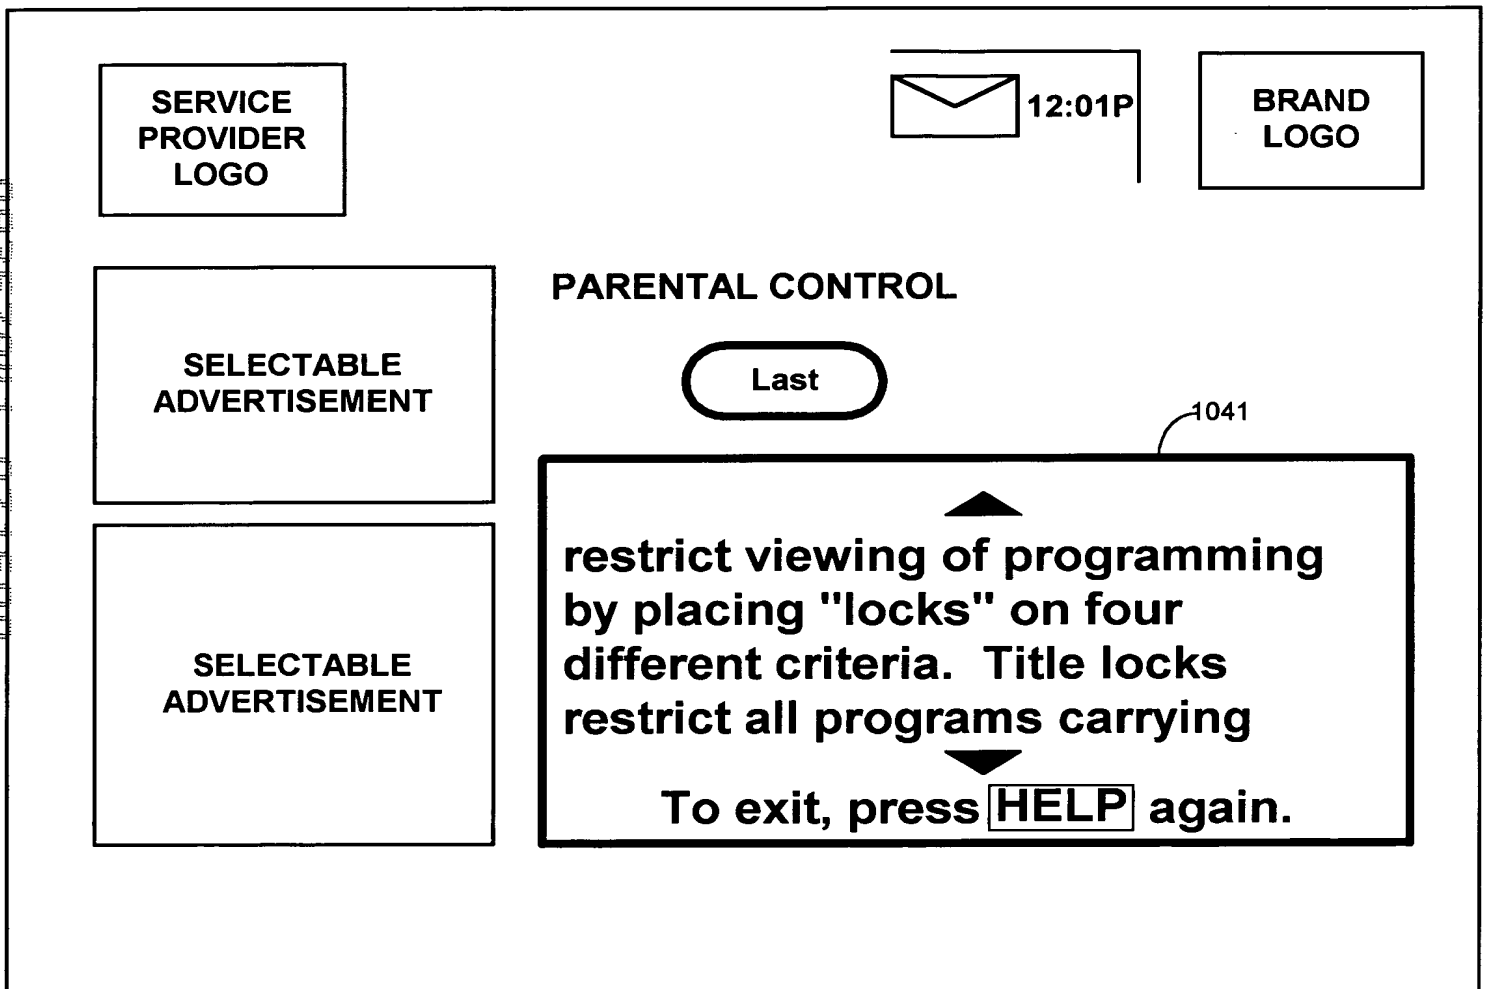 SERVICE
PROVIDER
LOGO
12:01P
BRAND
LOGO
SELECTABLE
ADVERTISEMENT
PARENTAL CONTROL
Last
1041
restrict viewing of programming
by placing "locks" on four
different criteria.  Title locks
restrict all programs carrying
To exit, press HELP again.
SELECTABLE
ADVERTISEMENT